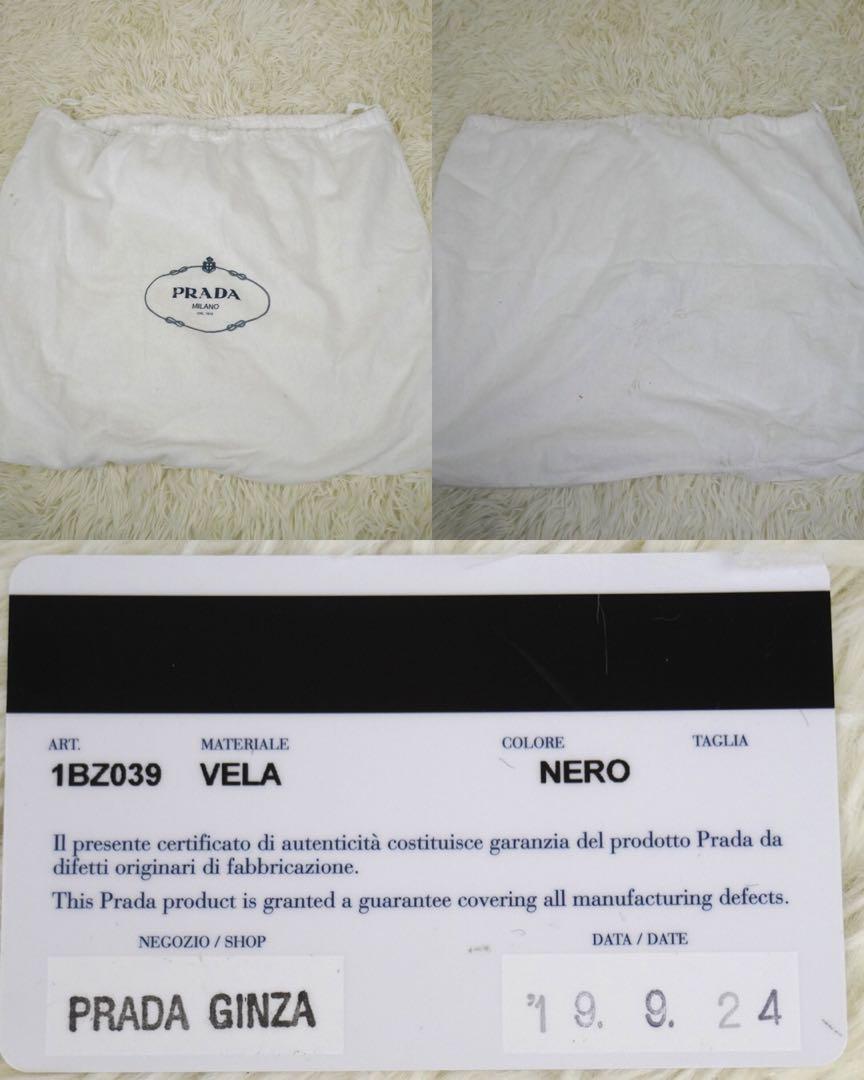 PRADA
MILANO
ART. MATERIALE COLORE TAGLIA
1BZ039 VELA NERO
Il presente certificato di autenticità costituisce garanzia del prodotto Prada da
difetti originari di fabbricazione.
This Prada product is granted a guarantee covering all manufacturing defects.
NEGOZIO / SHOP DATA / DATE
PRADA GINZA '19. 9. 24